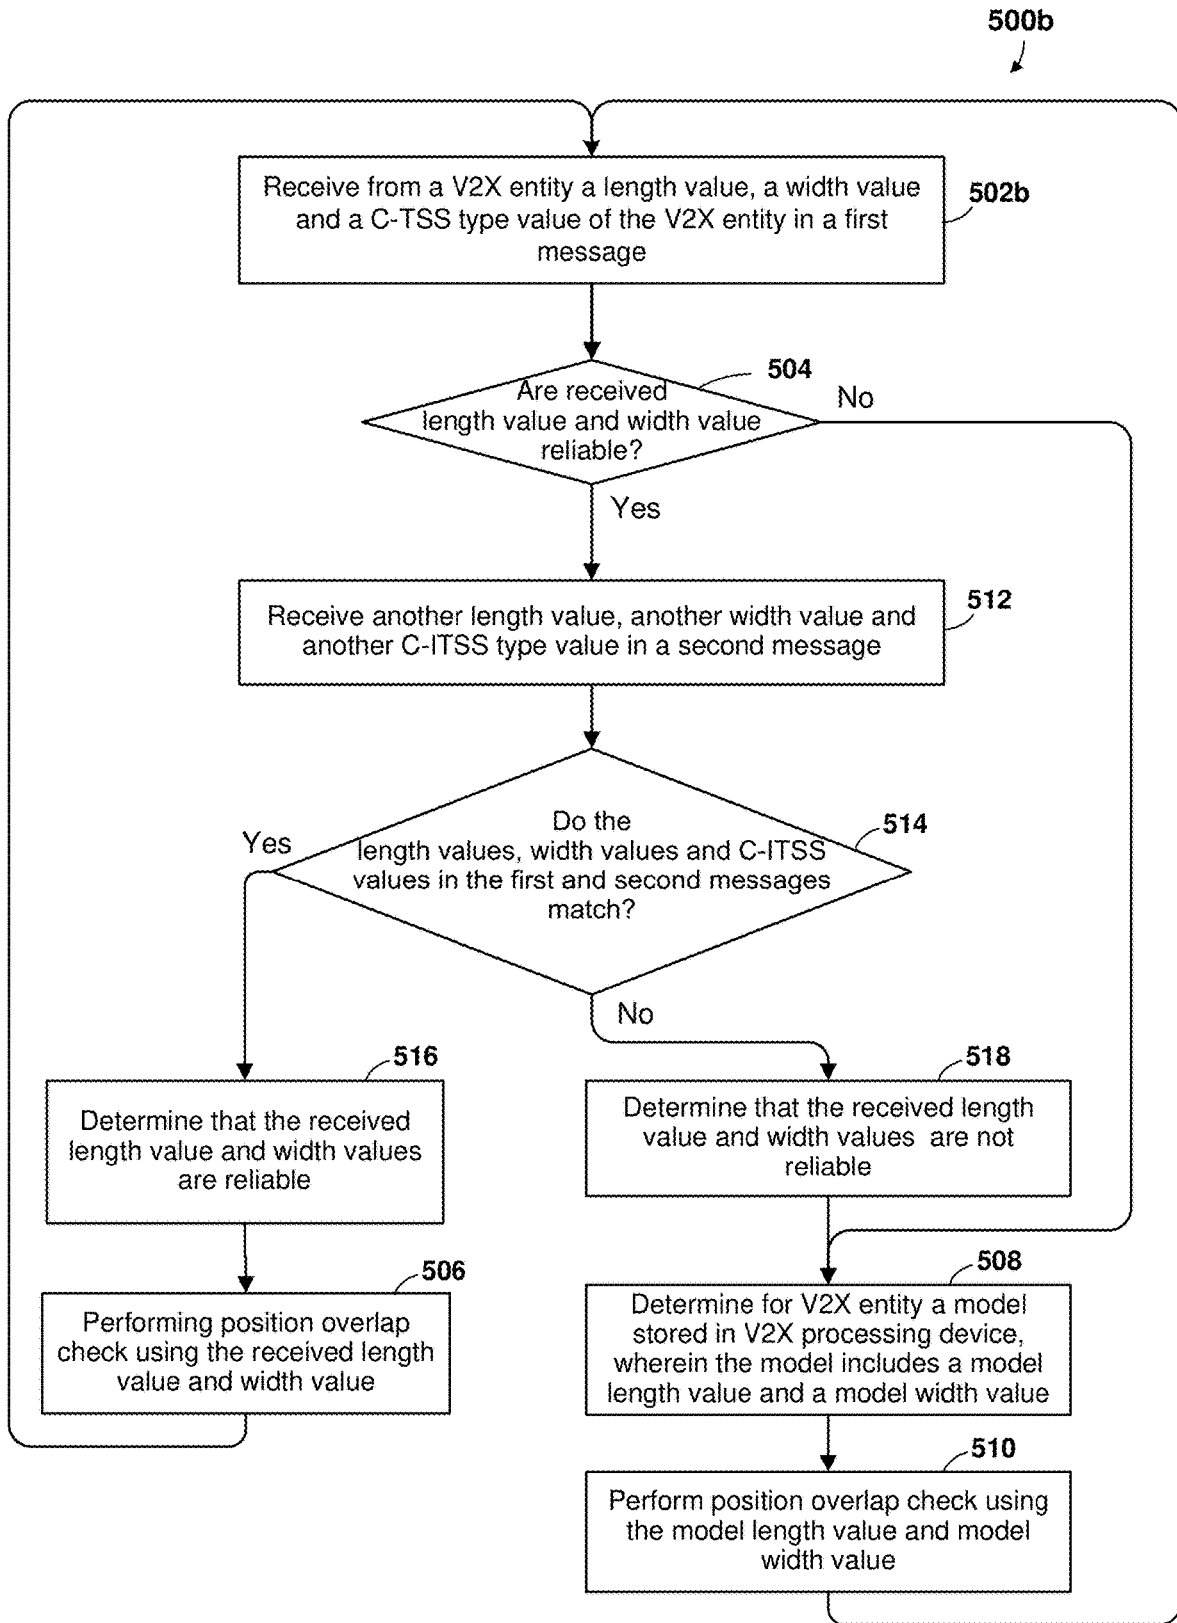 500b
Receive from a V2X entity a length value, a width value
and a C-TSS type value of the V2X entity in a first
message
502b
504
Are received
length value and width value
reliable?
No
Yes
Receive another length value, another width value and
another C-ITSS type value in a second message
512
Do the
length values, width values and C-ITSS
values in the first and second messages
match?
514
Yes
No
516
Determine that the received
length value and width values
are reliable
518
Determine that the received length
value and width values are not
reliable
506
Performing position overlap
check using the received length
value and width value
508
Determine for V2X entity a model
stored in V2X processing device,
wherein the model includes a model
length value and a model width value
510
Perform position overlap check using
the model length value and model
width value